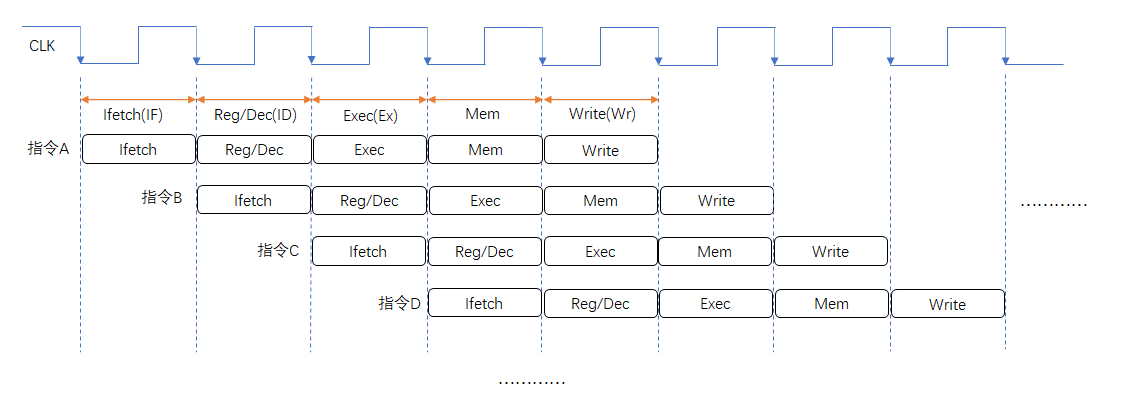 CLK
Ifetch(IF) Reg/Dec(ID) Exec(Ex) Mem Write(Wr)
指令A Ifetch Reg/Dec Exec Mem Write
指令B Ifetch Reg/Dec Exec Mem Write …………
指令C Ifetch Reg/Dec Exec Mem Write
指令D Ifetch Reg/Dec Exec Mem Write
…………